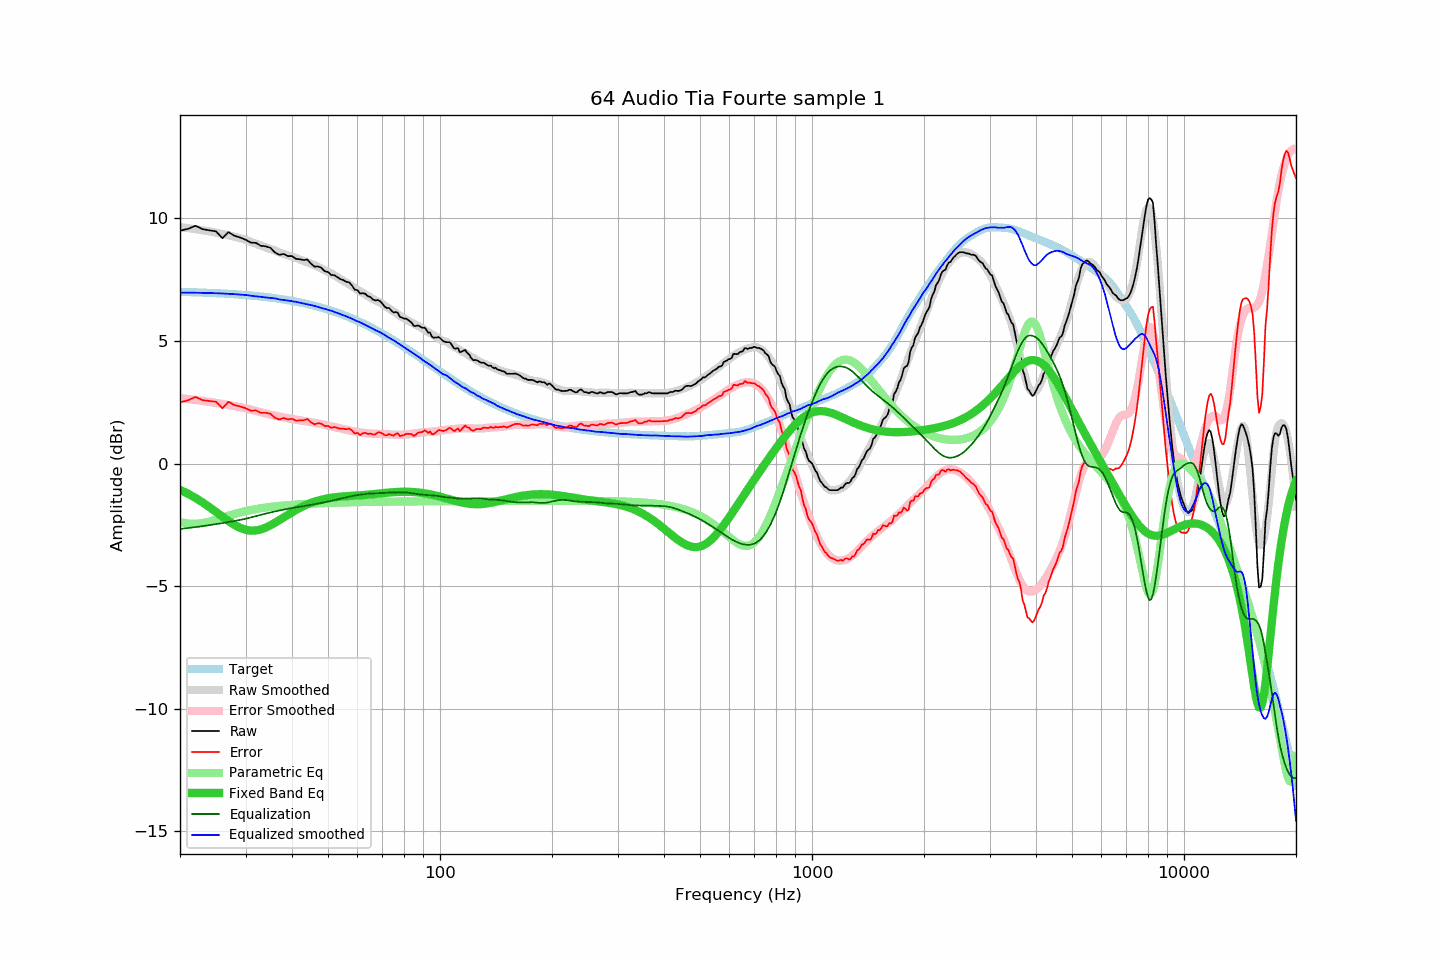 64 Audio Tia Fourte sample 1
10
5
0
−5
−10
−15
Amplitude (dBr)
Target
Raw Smoothed
Error Smoothed
Raw
Error
Parametric Eq
Fixed Band Eq
Equalization
Equalized smoothed
100
1000
10000
Frequency (Hz)